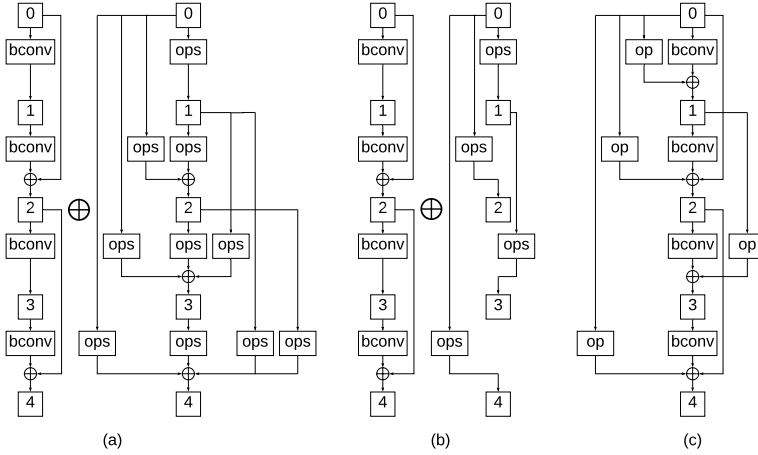 0 0 0 0 0
bconv ops bconv ops op bconv
1 1 1 1 1
bconv ops ops bconv ops op bconv
2 2 2 2 2
bconv ops ops ops bconv ops bconv op
3 3 3 3 3
bconv ops ops ops ops bconv ops op bconv
4 4 4 4 4
(a) (b) (c)